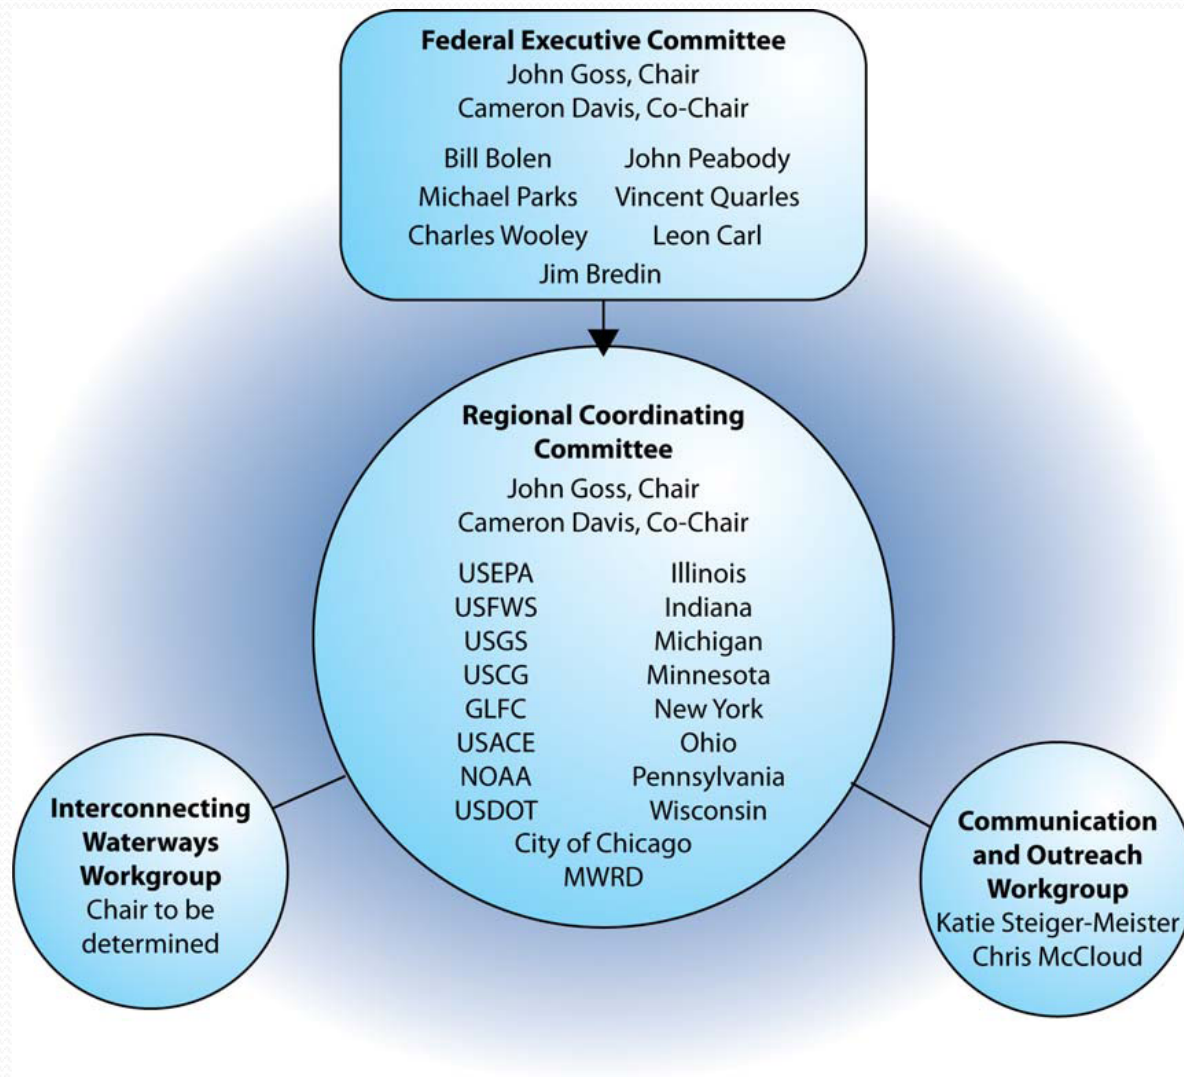 Federal Executive Committee
John Goss, Chair
Cameron Davis, Co-Chair
Bill Bolen John Peabody
Michael Parks Vincent Quarles
Charles Wooley Leon Carl
Jim Bredin
Regional Coordinating
Committee
John Goss, Chair
Cameron Davis, Co-Chair
USEPA Illinois
USFWS Indiana
USGS Michigan
USCG Minnesota
GLFC New York
USACE Ohio
NOAA Pennsylvania
USDOT Wisconsin
City of Chicago
MWRD
Interconnecting
Waterways
Workgroup
Chair to be
determined
Communication
and Outreach
Workgroup
Katie Steiger-Meister
Chris McCloud